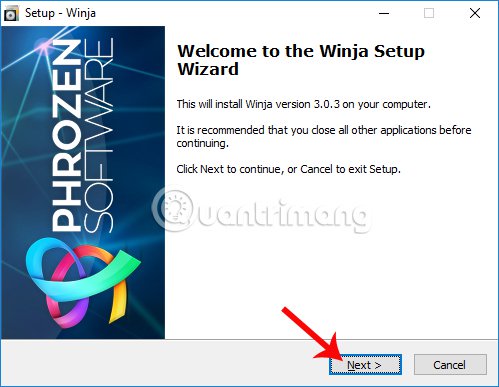 Setup - Winja
Welcome to the Winja Setup
Wizard
This will install Winja version 3.0.3 on your computer.
It is recommended that you close all other applications before
continuing.
Click Next to continue, or Cancel to exit Setup.
PHROZEN
SOFTWARE
Quantrimang
Next >
Cancel